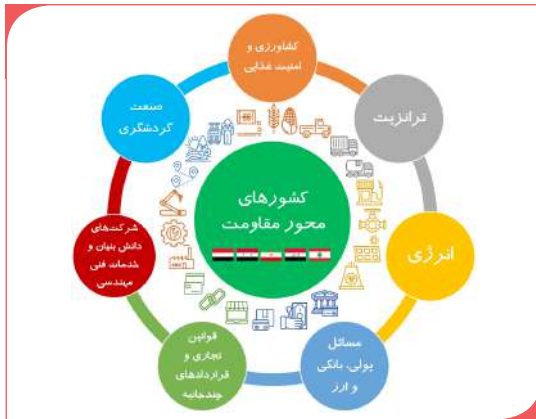 کشاورزی و
امنیت غذایی
ترانزیت
انرژی
مسائل
پولی، بانکی
و ارز
قوانین
تجاری و
قراردادهای
چندجانبه
شرکت‌های
دانش بنیان و
خدمات فنی
مهندسی
صنعت
گردشگری
کشورهای
محور مقاومت